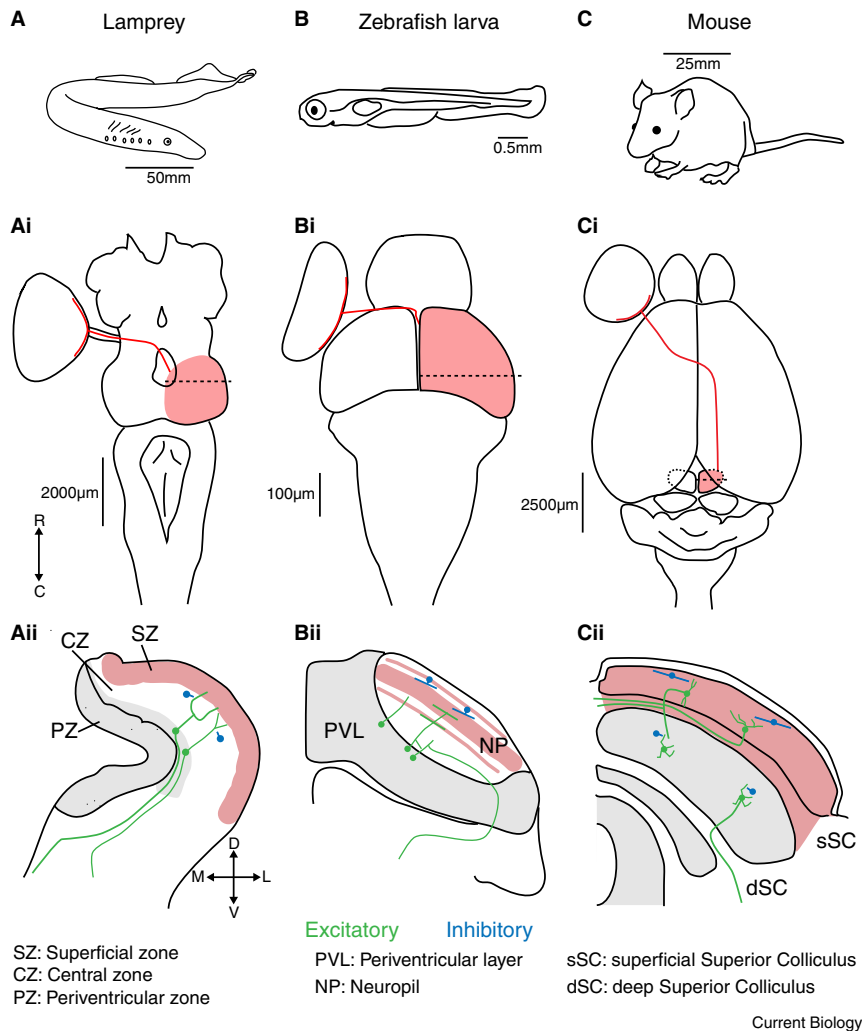 A Lamprey
B Zebrafish larva
C Mouse
25mm
0.5mm
50mm
Ai
Bi
Ci
2000µm
100µm
2500µm
R
C
Aii
CZ
SZ
PZ
D
M L
V
Bii
PVL
NP
Cii
sSC
dSC
Excitatory Inhibitory
SZ: Superficial zone
CZ: Central zone
PZ: Periventricular zone
PVL: Periventricular layer
NP: Neuropil
sSC: superficial Superior Colliculus
dSC: deep Superior Colliculus
Current Biology